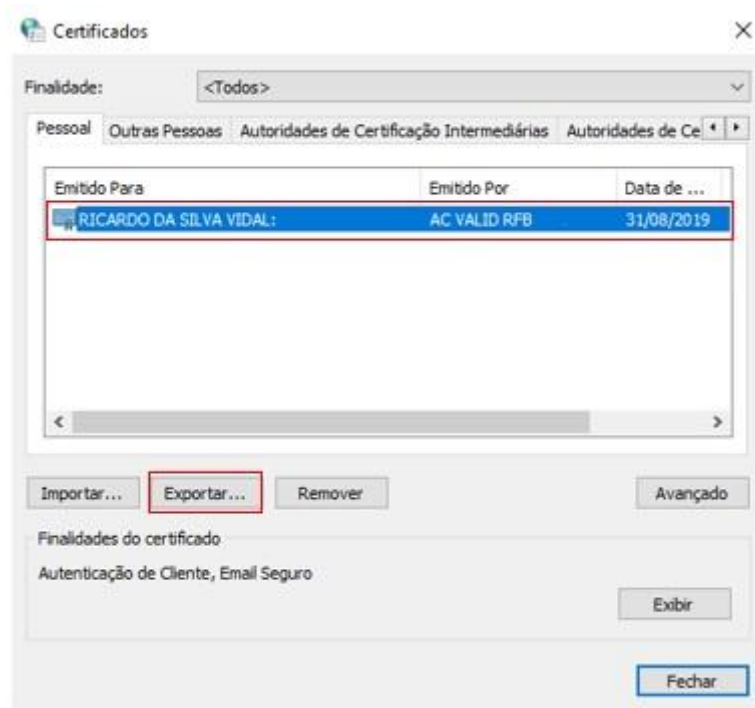 Certificados
Finalidade: <Todos>
Pessoal Outras Pessoas Autoridades de Certificação Intermediárias Autoridades de Ce
Emitido Para Emitido Por Data de ...
RICARDO DA SILVA VIDAL: AC VALID RFB 31/08/2019
Importar... Exportar... Remover Avançado
Finalidades do certificado
Autenticação de Cliente, Email Seguro
Exibir
Fechar